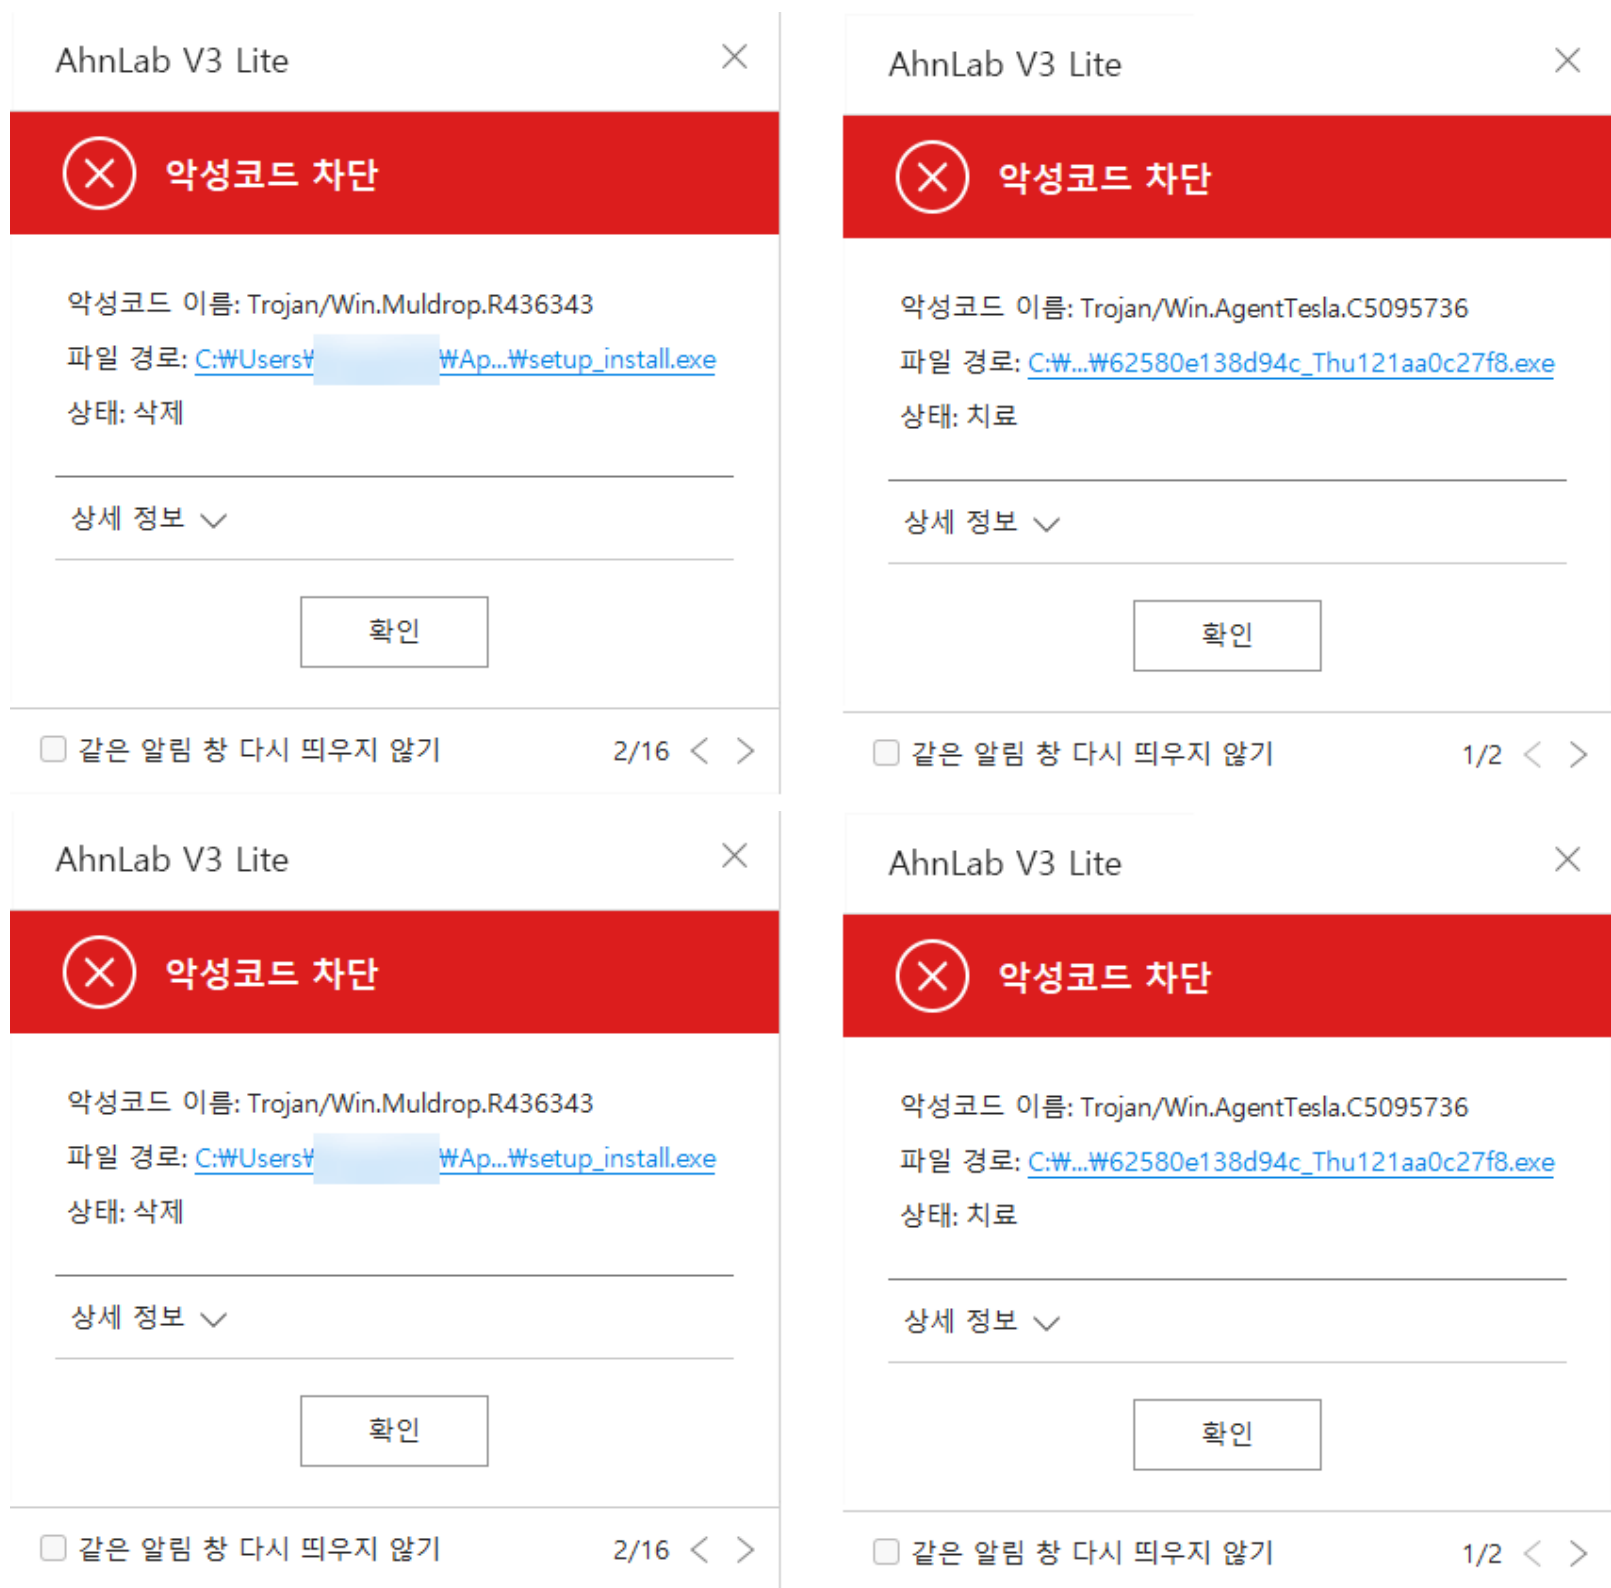 AhnLab V3 Lite
악성코드 차단
악성코드 이름: Trojan/Win.Muldrop.R436343
파일 경로: C:₩Users₩ ₩Ap...₩setup_install.exe
상태: 삭제
상세 정보
확인
같은 알림 창 다시 띄우지 않기 2/16
AhnLab V3 Lite
악성코드 차단
악성코드 이름: Trojan/Win.AgentTesla.C5095736
파일 경로: C:₩...₩62580e138d94c_Thu121aa0c27f8.exe
상태: 치료
상세 정보
확인
같은 알림 창 다시 띄우지 않기 1/2
AhnLab V3 Lite
악성코드 차단
악성코드 이름: Trojan/Win.Muldrop.R436343
파일 경로: C:₩Users₩ ₩Ap...₩setup_install.exe
상태: 삭제
상세 정보
확인
같은 알림 창 다시 띄우지 않기 2/16
AhnLab V3 Lite
악성코드 차단
악성코드 이름: Trojan/Win.AgentTesla.C5095736
파일 경로: C:₩...₩62580e138d94c_Thu121aa0c27f8.exe
상태: 치료
상세 정보
확인
같은 알림 창 다시 띄우지 않기 1/2